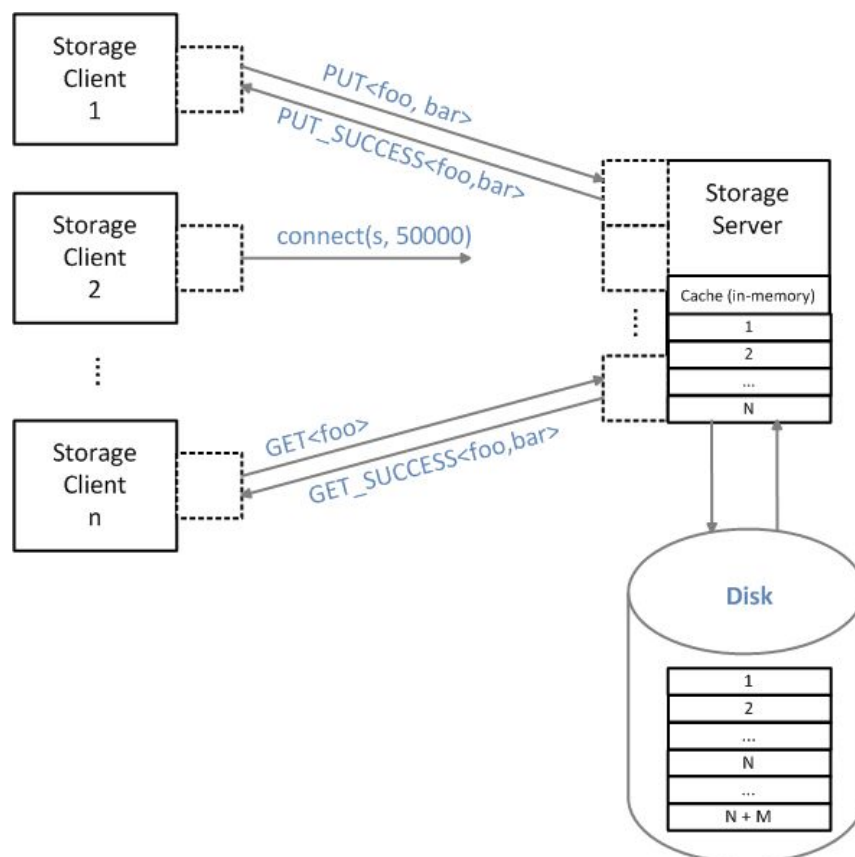 Storage
Client
1
PUT<foo, bar>
PUT_SUCCESS<foo,bar>
Storage
Server
Storage
Client
2
connect(s, 50000)
Cache (in-memory)
1
2
...
N
Storage
Client
n
GET<foo>
GET_SUCCESS<foo,bar>
Disk
1
2
...
N
...
N + M